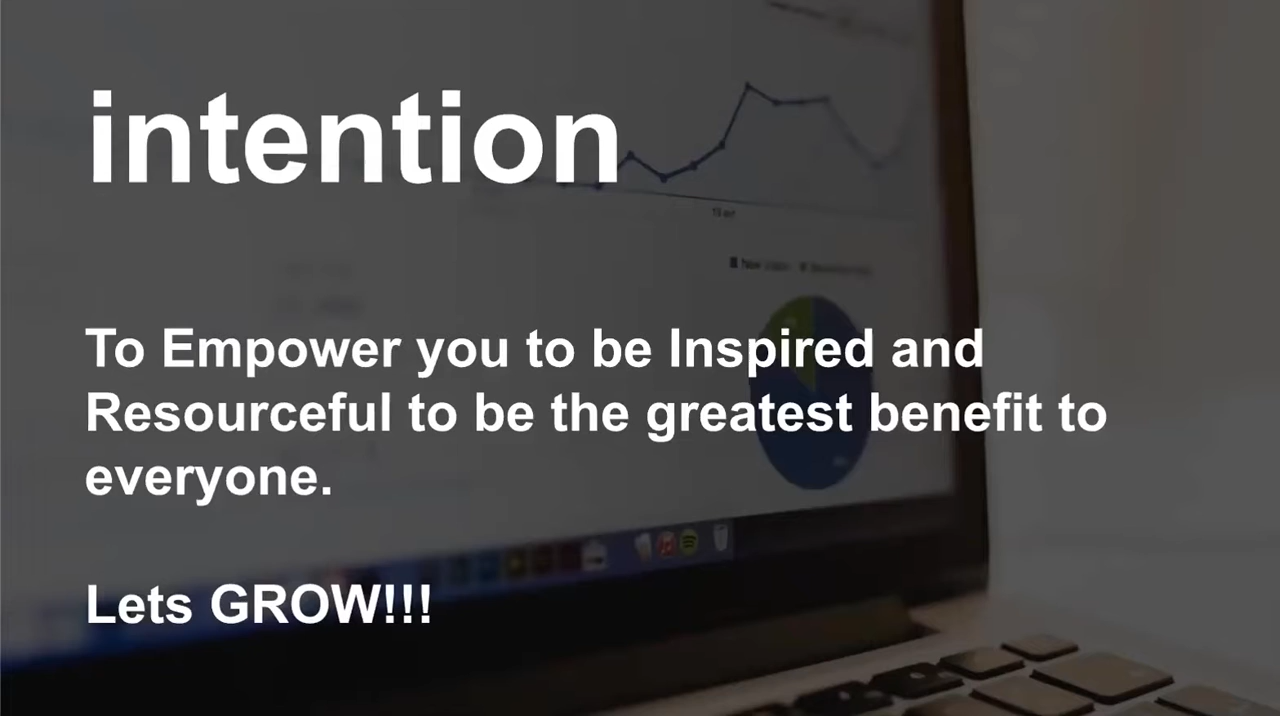 intention
To Empower you to be Inspired and
Resourceful to be the greatest benefit to
everyone.
Lets GROW!!!